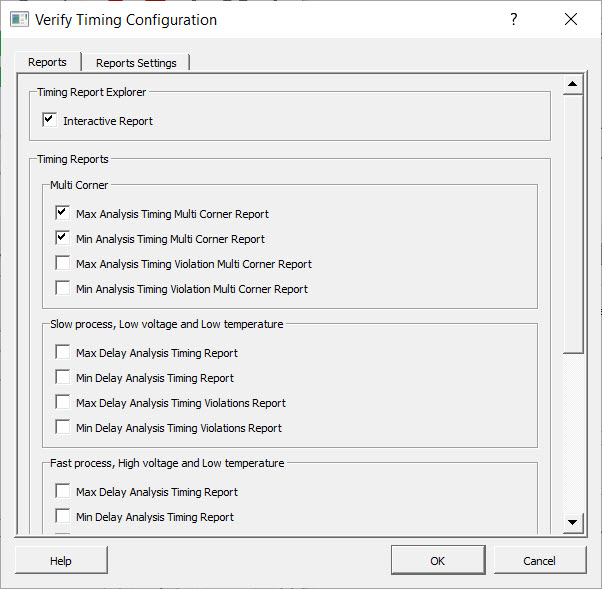 Verify Timing Configuration
?
Reports
Reports Settings
Timing Report Explorer
Interactive Report
Timing Reports
Multi Corner
Max Analysis Timing Multi Corner Report
Min Analysis Timing Multi Corner Report
Max Analysis Timing Violation Multi Corner Report
Min Analysis Timing Violation Multi Corner Report
Slow process, Low voltage and Low temperature
Max Delay Analysis Timing Report
Min Delay Analysis Timing Report
Max Delay Analysis Timing Violations Report
Min Delay Analysis Timing Violations Report
Fast process, High voltage and Low temperature
Max Delay Analysis Timing Report
Min Delay Analysis Timing Report
Help
OK
Cancel